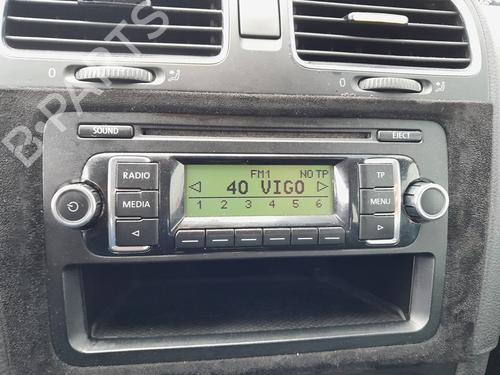 0
0
SOUND
EJECT
RADIO
MEDIA
FM1 NO TP
40 VIGO
1 2 3 4 5 6
TP
MENU
B-PARTS